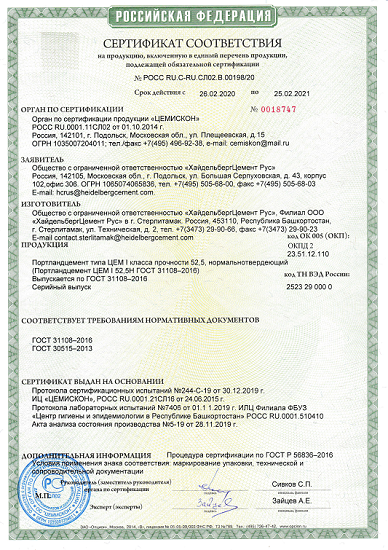 РОССИЙСКАЯ ФЕДЕРАЦИЯ
СЕРТИФИКАТ СООТВЕТСТВИЯ
на продукцию, включенную в единый перечень продукции,
подлежащей обязательной сертификации
№ РОСС RU.C-RU.СЛ02.В.00198/20
Срок действия с 26.02.2020 по 25.02.2021
№ 0018747
ОРГАН ПО СЕРТИФИКАЦИИ
Орган по сертификации продукции «ЦЕМИСКОН»
РОСС RU.0001.11СЛ02 от 01.10.2014 г.
Россия, 142101, г. Подольск, Московская обл., ул. Плещеевская, д.15
ОГРН 1035007204011; тел./факс +7(495) 496-92-38, e-mail: cemiskon@mail.ru
ЗАЯВИТЕЛЬ
Общество с ограниченной ответственностью «ХайдельбергЦемент Рус»
Россия, 142105, Московская обл., г. Подольск, ул. Большая Серпуховская, д. 43, корпус
102,офис 306. ОГРН 1065074065836, тел. +7(495) 505-68-00, факс +7(495) 505-68-03
E-mail: hcrus@heidelbergcement.com.
ИЗГОТОВИТЕЛЬ
Общество с ограниченной ответственностью «ХайдельбергЦемент Рус», Филиал ООО
«ХайдельбергЦемент Рус» в г. Стерлитамак, Россия, 453110, Республика Башкортостан,
г. Стерлитамак, ул. Техническая, д. 2, тел. +7(3473) 29-90-66, факс +7(3473) 29-90-23
E-mail contact.sterlitamak@heidelbergcement.com
код ОК 005 (ОКП):
ПРОДУКЦИЯ
ОКПД 2
23.51.12.110
Портландцемент типа ЦЕМ I класса прочности 52,5, нормальнотвердеющий
(Портландцемент ЦЕМ I 52,5Н ГОСТ 31108–2016)
код ТН ВЭД России:
Выпускается по ГОСТ 31108–2016
Серийный выпуск
2523 29 000 0
СООТВЕТСТВУЕТ ТРЕБОВАНИЯМ НОРМАТИВНЫХ ДОКУМЕНТОВ
ГОСТ 31108–2016
ГОСТ 30515–2013
СЕРТИФИКАТ ВЫДАН НА ОСНОВАНИИ
Протокола сертификационных испытаний №244-С-19 от 30.12.2019 г.
ИЦ «ЦЕМИСКОН», РОСС RU.0001.21СЛ16 от 24.06.2015 г.
Протокола лабораторных испытаний №7406 от 01.1 1.2019 г. ИЛЦ Филиала ФБУЗ
«Центр гигиены и эпидемиологии в Республике Башкортостан» РОСС RU.0001.510410
Акта анализа состояния производства №5-19 от 28.11.2019 г.
ДОПОЛНИТЕЛЬНАЯ ИНФОРМАЦИЯ Процедура сертификации по ГОСТ Р 56836–2016
Условия применения знака соответствия: маркирование упаковки, технической и
сопроводительной документации
Руководитель (заместитель руководителя)
Сивков С.П.
М.П.
Эксперт (эксперты)
Зайцев А.Е.